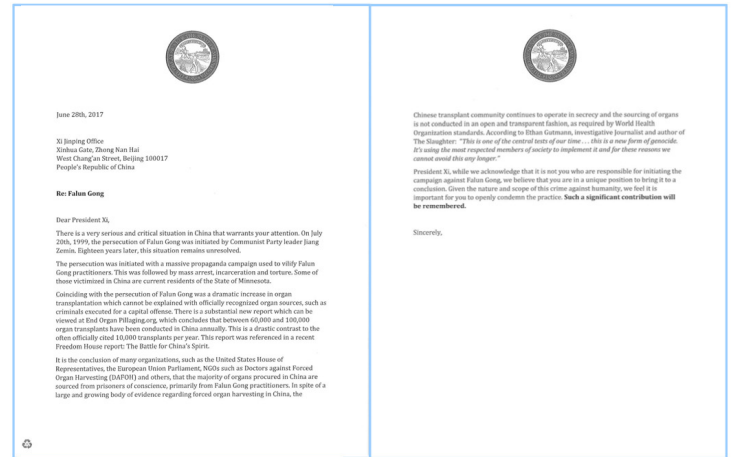 June 28th, 2017
Xi Jinping Office
Xinhua Gate, Zhong Nan Hai
West Chang'an Street, Beijing 100017
People's Republic of China
Re: Falun Gong
Dear President Xi,
There is a very serious and critical situation in China that warrants your attention. On July
20th, 1999, the persecution of Falun Gong was initiated by Communist Party leader Jiang
Zemin. Eighteen years later, this situation remains unresolved.
The persecution was initiated with a massive propaganda campaign used to vilify Falun
Gong practitioners. This was followed by mass arrest, incarceration and torture. Some of
those victimized in China are current residents of the State of Minnesota.
Coinciding with the persecution of Falun Gong was a dramatic increase in organ
transplantation which cannot be explained with officially recognized organ sources, such as
criminals executed for a capital offense. There is a substantial new report which can be
viewed at End Organ Pillaging.org, which concludes that between 60,000 and 100,000
organ transplants have been conducted in China annually. This is a drastic contrast to the
often officially cited 10,000 transplants per year. This report was referenced in a recent
Freedom House report: The Battle for China's Spirit.
It is the conclusion of many organizations, such as the United States House of
Representatives, the European Union Parliament, NGOs such as Doctors against Forced
Organ Harvesting (DAFOH) and others, that the majority of organs procured in China are
sourced from prisoners of conscience, primarily from Falun Gong practitioners. In spite of a
large and growing body of evidence regarding forced organ harvesting in China, the
Chinese transplant community continues to operate in secrecy and the sourcing of organs
is not conducted in an open and transparent fashion, as required by World Health
Organization standards. According to Ethan Gutmann, investigative journalist and author of
The Slaughter: "This is one of the central tests of our time . . . this is a new form of genocide.
It's using the most respected members of society to implement it and for these reasons we
cannot avoid this any longer."
President Xi, while we acknowledge that it is not you who are responsible for initiating the
campaign against Falun Gong, we believe that you are in a unique position to bring it to a
conclusion. Given the nature and scope of this crime against humanity, we feel it is
important for you to openly condemn the practice. Such a significant contribution will
be remembered.
Sincerely,